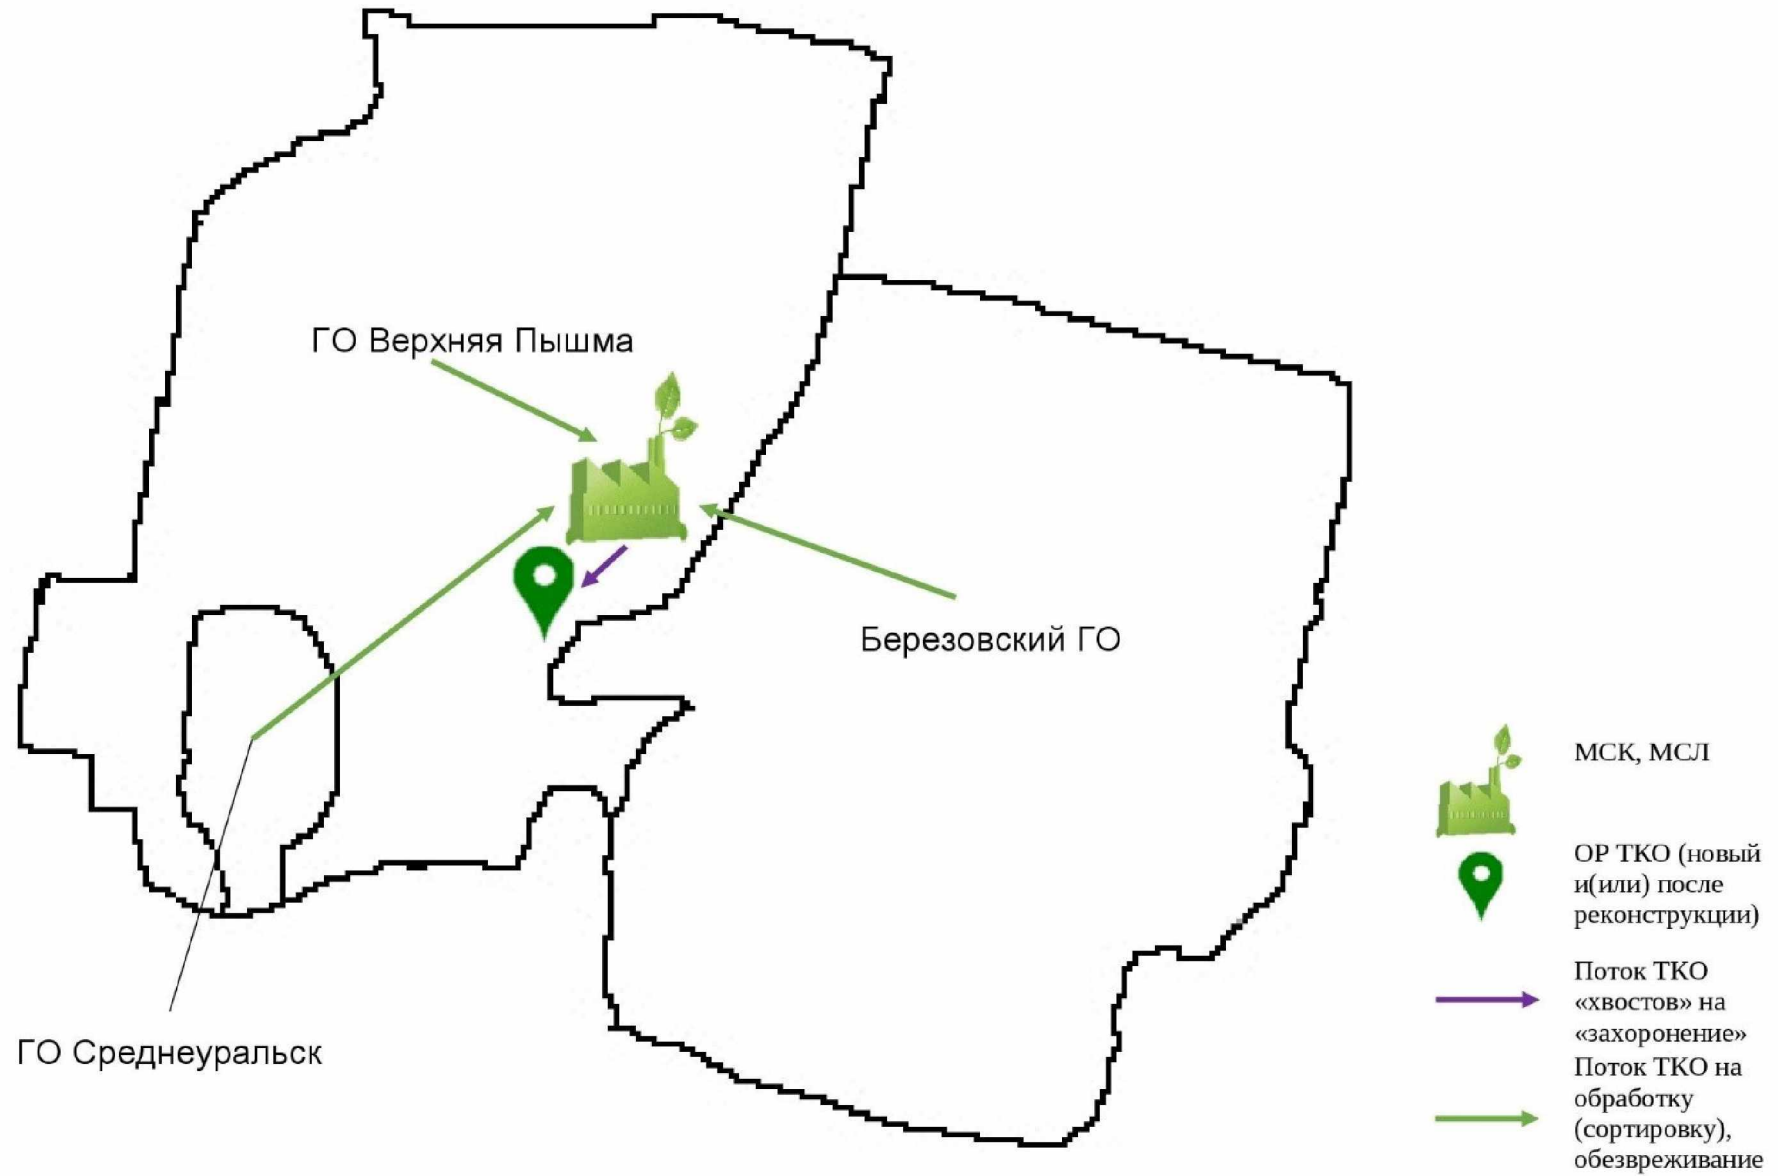 ГО Верхняя Пышма
Березовский ГО
ГО Среднеуральск
МСК, МСЛ
ОР ТКО (новый
и(или) после
реконструкции)
Поток ТКО
«хвостов» на
«захоронение»
Поток ТКО на
обработку
(сортировку),
обезвреживание